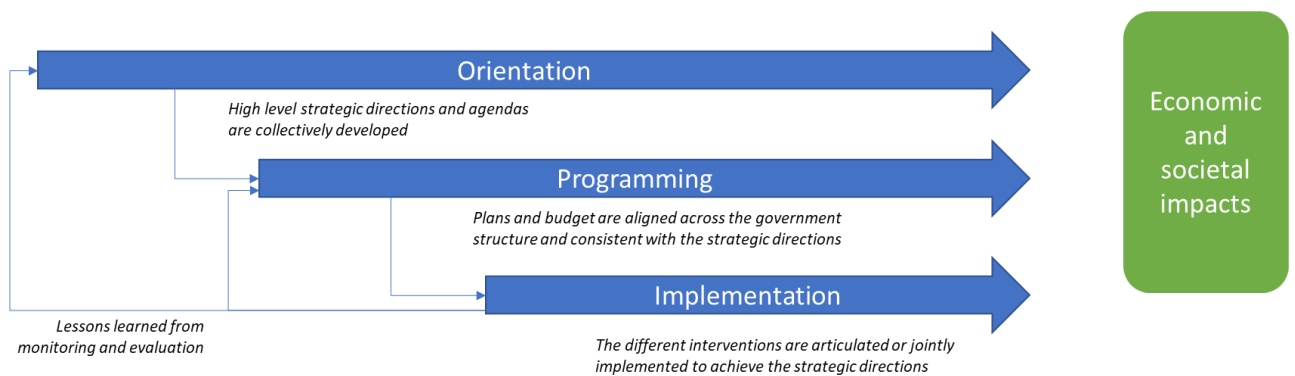 Orientation
High level strategic directions and agendas
are collectively developed
Programming
Plans and budget are aligned across the government
structure and consistent with the strategic directions
Implementation
The different interventions are articulated or jointly
implemented to achieve the strategic directions
Lessons learned from
monitoring and evaluation
Economic
and
societal
impacts